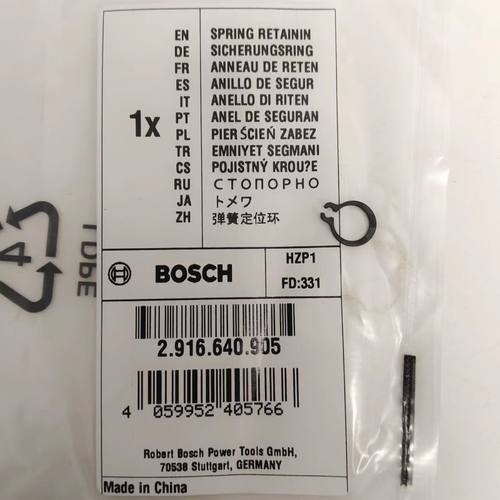 1x
EN SPRING RETAININ
DE SICHERUNGSRING
FR ANNEAU DE RETEN
ES ANILLO DE SEGUR
IT ANELLO DI RITEN
PT ANEL DE SEGURAN
PL PIERŚCIEŃ ZABEZ
TR EMNIYET SEGMANI
CS POJISTNÝ KROU?E
RU СТОПОРНО
JA トメワ
ZH 弹簧定位环
BOSCH
HZP1
FD:331
2.916.640.905
4 059952 405766
Robert Bosch Power Tools GmbH,
70538 Stuttgart, GERMANY
Made in China
4
LDPE